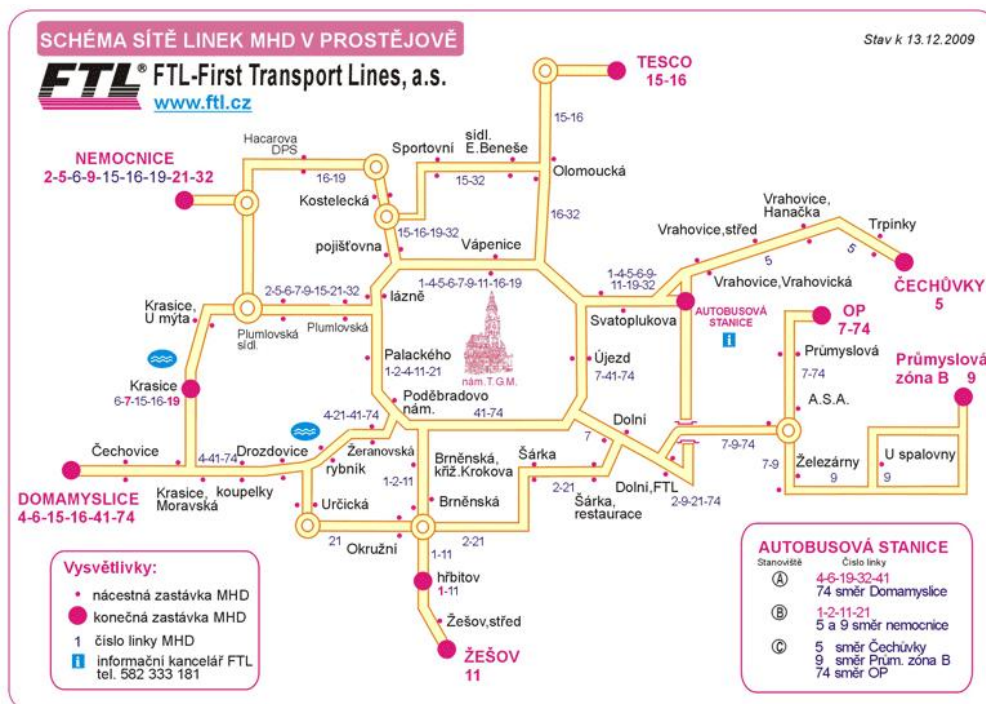 SCHÉMA SÍTĚ LINEK MHD V PROSTĚJOVĚ
Stav k 13.12.2009
FTL® FTL-First Transport Lines, a.s.
www.ftl.cz
TESCO
15-16
15-16
Hacarova
DPS
NEMOCNICE
2-5-6-9-15-16-19-21-32
16-19
Kostelecká
Sportovní
sídl.
E.Beneše
15-32
Olomoucká
16-32
15-16-19-32
pojišťovna
Vápenice
1-4-5-6-7-9-11-16-19
Vrahovice,střed
Vrahovice,
Hanačka
Trpinky
5
5
Vrahovice,Vrahovická
ČECHŮVKY
5
1-4-5-6-9-
11-19-32
Svatoplukova
AUTOBUSOVÁ
STANICE
i
OP
7-74
Průmyslová
7-74
A.S.A.
Průmyslová
zóna B 9
Krasice,
U mýta
2-5-6-7-9-15-21-32
lázně
Plumlovská
sídl.
Plumlovská
Palackého
1-2-4-11-21
nám.T.G.M.
Újezd
7-41-74
Krasice
6-7-15-16-19
Poděbradovo
nám.
41-74
4-21-41-74
Dolní
7
7-9-74
Čechovice
4-41-74
Drozdovice
Žeranovská
rybník
Brněnská,
kříž.Krokova
1-2-11
Šárka
2-21
Dolní,FTL
2-9-21-74
7-9
Železárny
9
U spalovny
9
DOMAMYSLICE
4-6-15-16-41-74
Krasice,
Moravská
koupelky
Určická
Brněnská
Šárka,
restaurace
21
Okružní
2-21
1-11
hřbitov
1-11
Žešov,střed
ŽEŠOV
11
Vysvětlivky:
nácestná zastávka MHD
konečná zastávka MHD
1 číslo linky MHD
i informační kancelář FTL
tel. 582 333 181
AUTOBUSOVÁ STANICE
Stanoviště Číslo linky
A 4-6-19-32-41
74 směr Domamyslice
B 1-2-11-21
5 a 9 směr nemocnice
C 5 směr Čechůvky
9 směr Prům. zóna B
74 směr OP